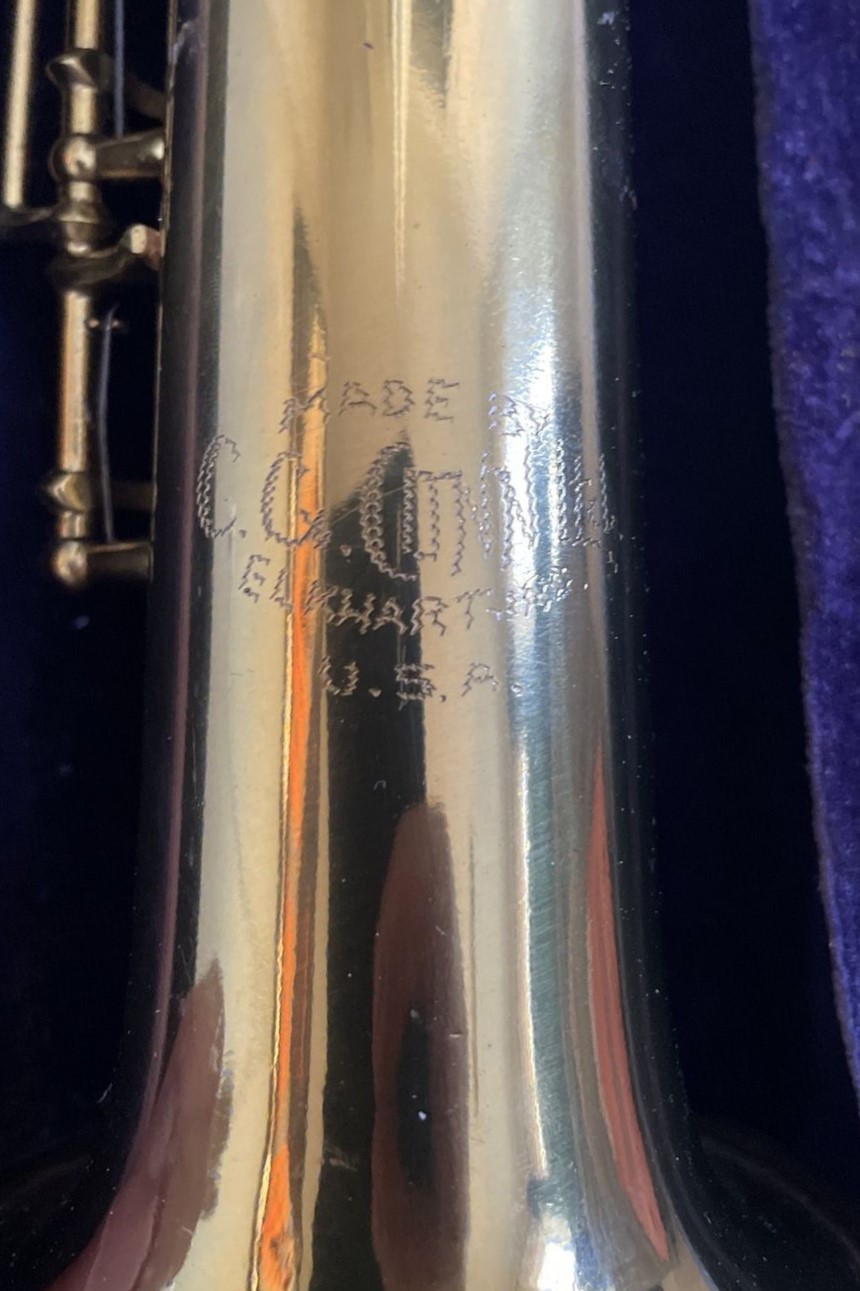 MADE BY
C.G. CONN LTD.
ELKHART, IND.
U.S.A.